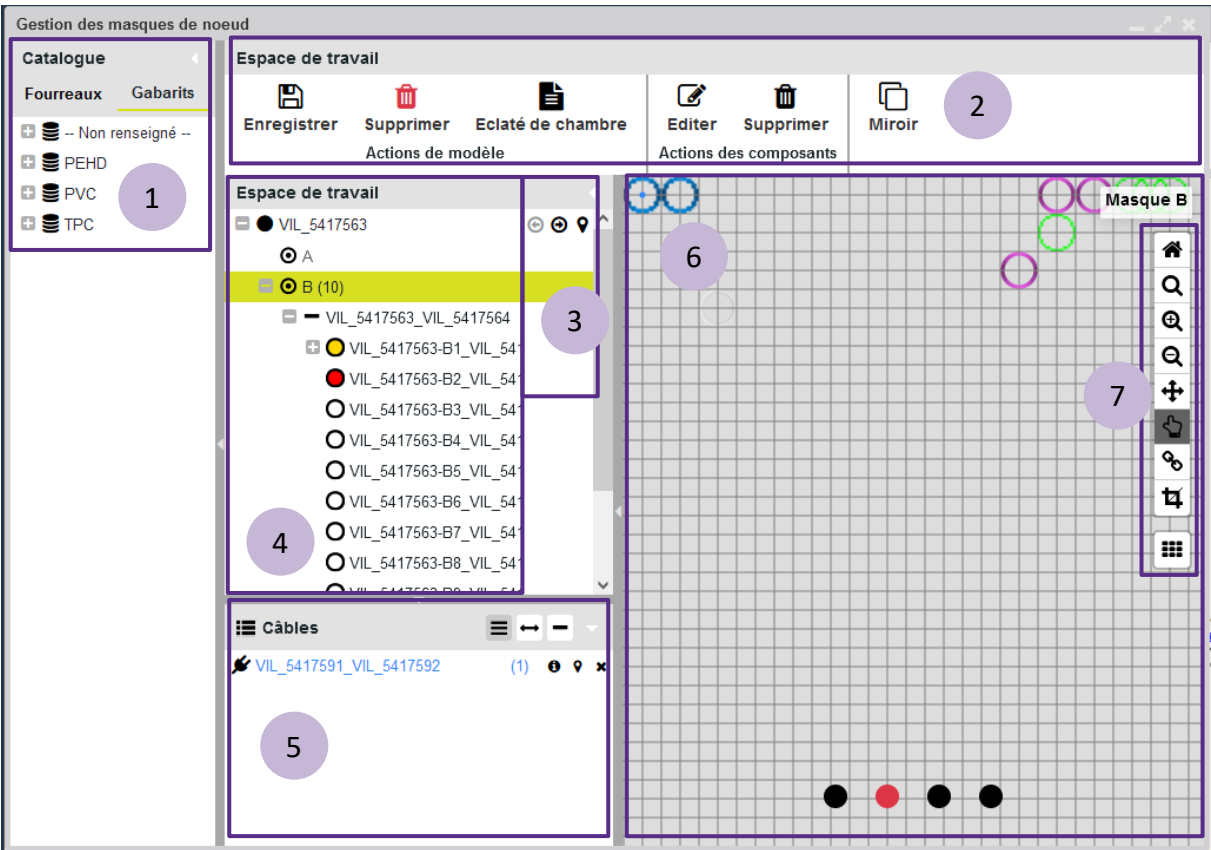 Gestion des masques de noeud
Catalogue
Fourreaux Gabarits
-- Non renseigné --
PEHD
PVC
TPC
1
Espace de travail
Enregistrer Supprimer Eclaté de chambre Editer Supprimer Miroir
Actions de modèle Actions des composants
2
Espace de travail
VIL_5417563
A
B (10)
VIL_5417563_VIL_5417564
VIL_5417563-B1_VIL_541
VIL_5417563-B2_VIL_541
VIL_5417563-B3_VIL_541
VIL_5417563-B4_VIL_541
VIL_5417563-B5_VIL_541
VIL_5417563-B6_VIL_541
VIL_5417563-B7_VIL_541
VIL_5417563-B8_VIL_541
3
4
Câbles
VIL_5417591_VIL_5417592 (1)
5
Masque B
6
7